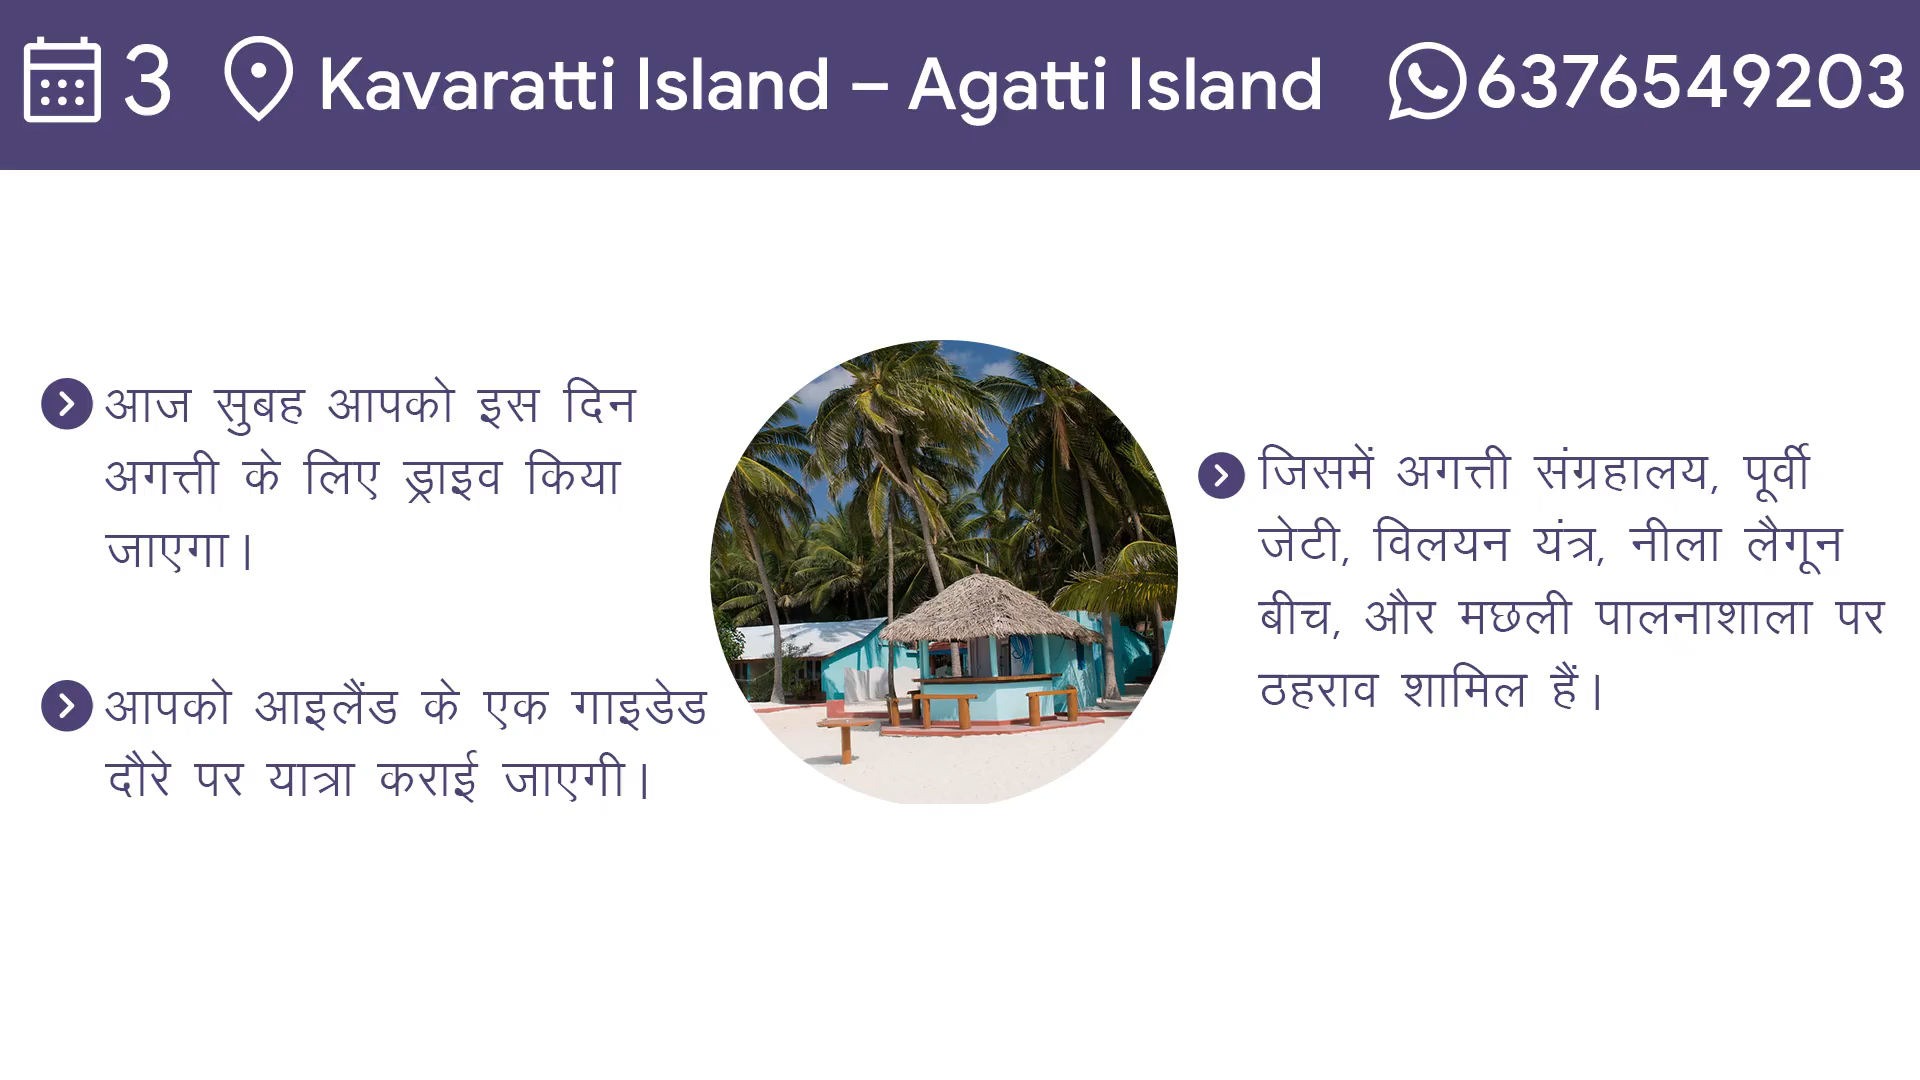 3 Kavaratti Island – Agatti Island 6376549203
आज सुबह आपको इस दिन
अगत्ती के लिए ड्राइव किया
जाएगा।
आपको आइलैंड के एक गाइडेड
दौरे पर यात्रा कराई जाएगी।
जिसमें अगत्ती संग्रहालय, पूर्वी
जेटी, विलयन यंत्र, नीला लैगून
बीच, और मछली पालनाशाला पर
ठहराव शामिल हैं।